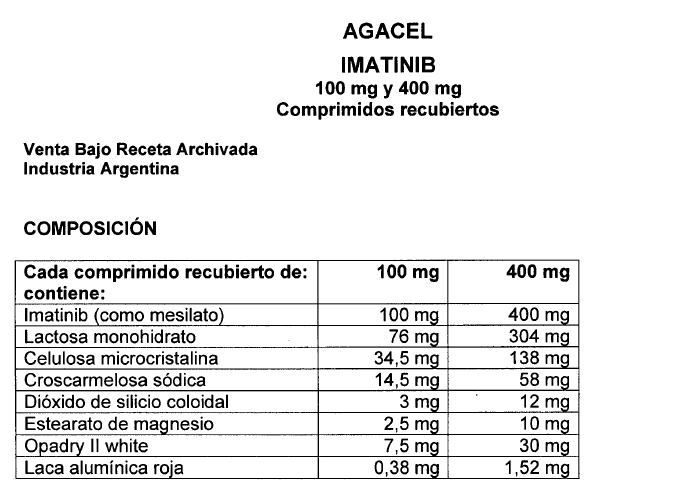 AGACEL
IMATINIB
100 mg y 400 mg
Comprimidos recubiertos
Venta Bajo Receta Archivada
Industria Argentina
COMPOSICIÓN
Cada comprimido recubierto de: contiene: 100 mg 400 mg
Imatinib (como mesilato) 100 mg 400 mg
Lactosa monohidrato 76 mg 304 mg
Celulosa microcristalina 34,5 mg 138 mg
Croscarmelosa sódica 14,5 mg 58 mg
Dióxido de silicio coloidal 3 mg 12 mg
Estearato de magnesio 2,5 mg 10 mg
Opadry II white 7,5 mg 30 mg
Laca alumínica roja 0,38 mg 1,52 mg